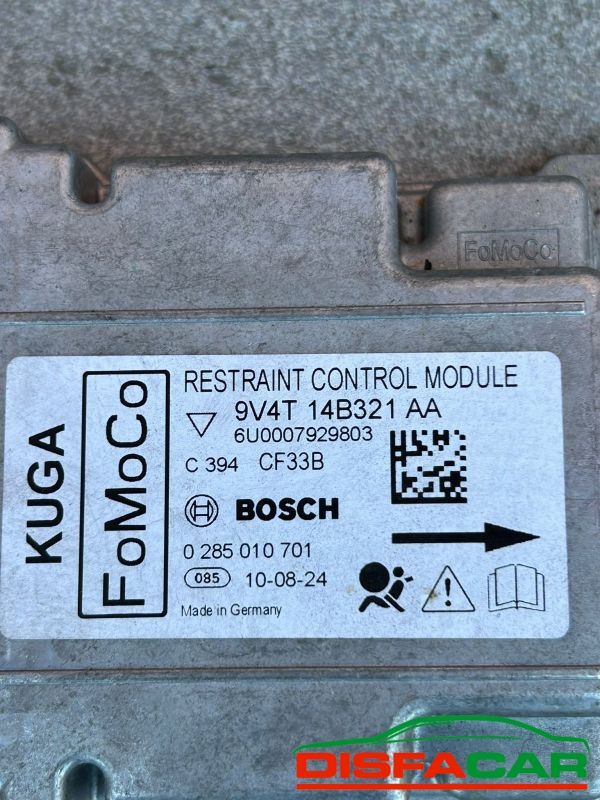 FoMoCo
KUGA
FoMoCo
RESTRAINT CONTROL MODULE
9V4T 14B321 AA
6U0007929803
C 394 CF33B
BOSCH
0 285 010 701
085 10-08-24
Made in Germany
DISFACAR